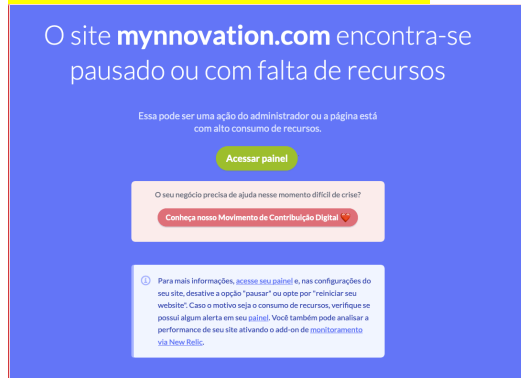 O site mynnovation.com encontra-se
pausado ou com falta de recursos
Essa pode ser uma ação do administrador ou a página está
com alto consumo de recursos.
Acessar painel
O seu negócio precisa de ajuda nesse momento difícil de crise?
Conheça nosso Movimento de Contribuição Digital
Para mais informações, acesse seu painel e, nas configurações do
seu site, desative a opção "pausar" ou opte por "reiniciar seu
website". Caso o motivo seja o consumo de recursos, verifique se
possui algum alerta em seu painel. Você também pode analisar a
performance de seu site ativando o add-on de monitoramento
via New Relic.